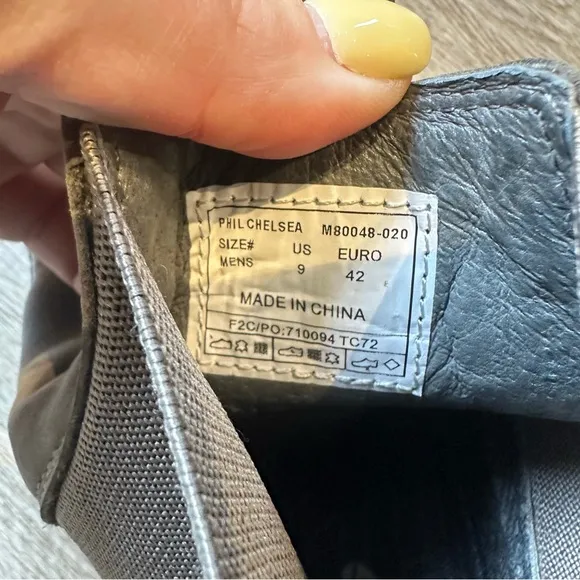 PHIL CHELSEA M80048-020
SIZE# US EURO
MENS 9 42
MADE IN CHINA
F2C/PO:710094 TC72